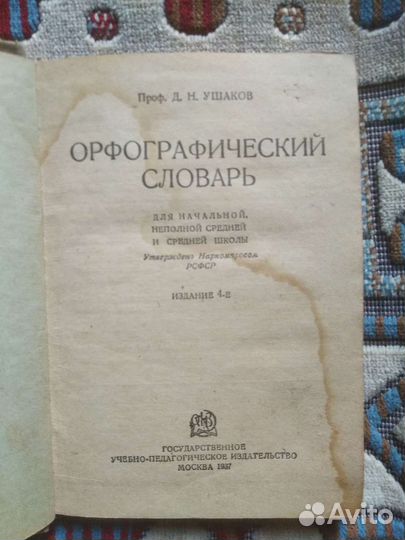 Проф. Д. Н. УШАКОВ
ОРФОГРАФИЧЕСКИЙ
СЛОВАРЬ
ДЛЯ НАЧАЛЬНОЙ,
НЕПОЛНОЙ СРЕДНЕЙ
И СРЕДНЕЙ ШКОЛЫ
Утвержден Наркомпросом
РСФСР
ИЗДАНИЕ 4-е
ГОСУДАРСТВЕННОЕ
УЧЕБНО-ПЕДАГОГИЧЕСКОЕ ИЗДАТЕЛЬСТВО
МОСКВА 1937
Avito